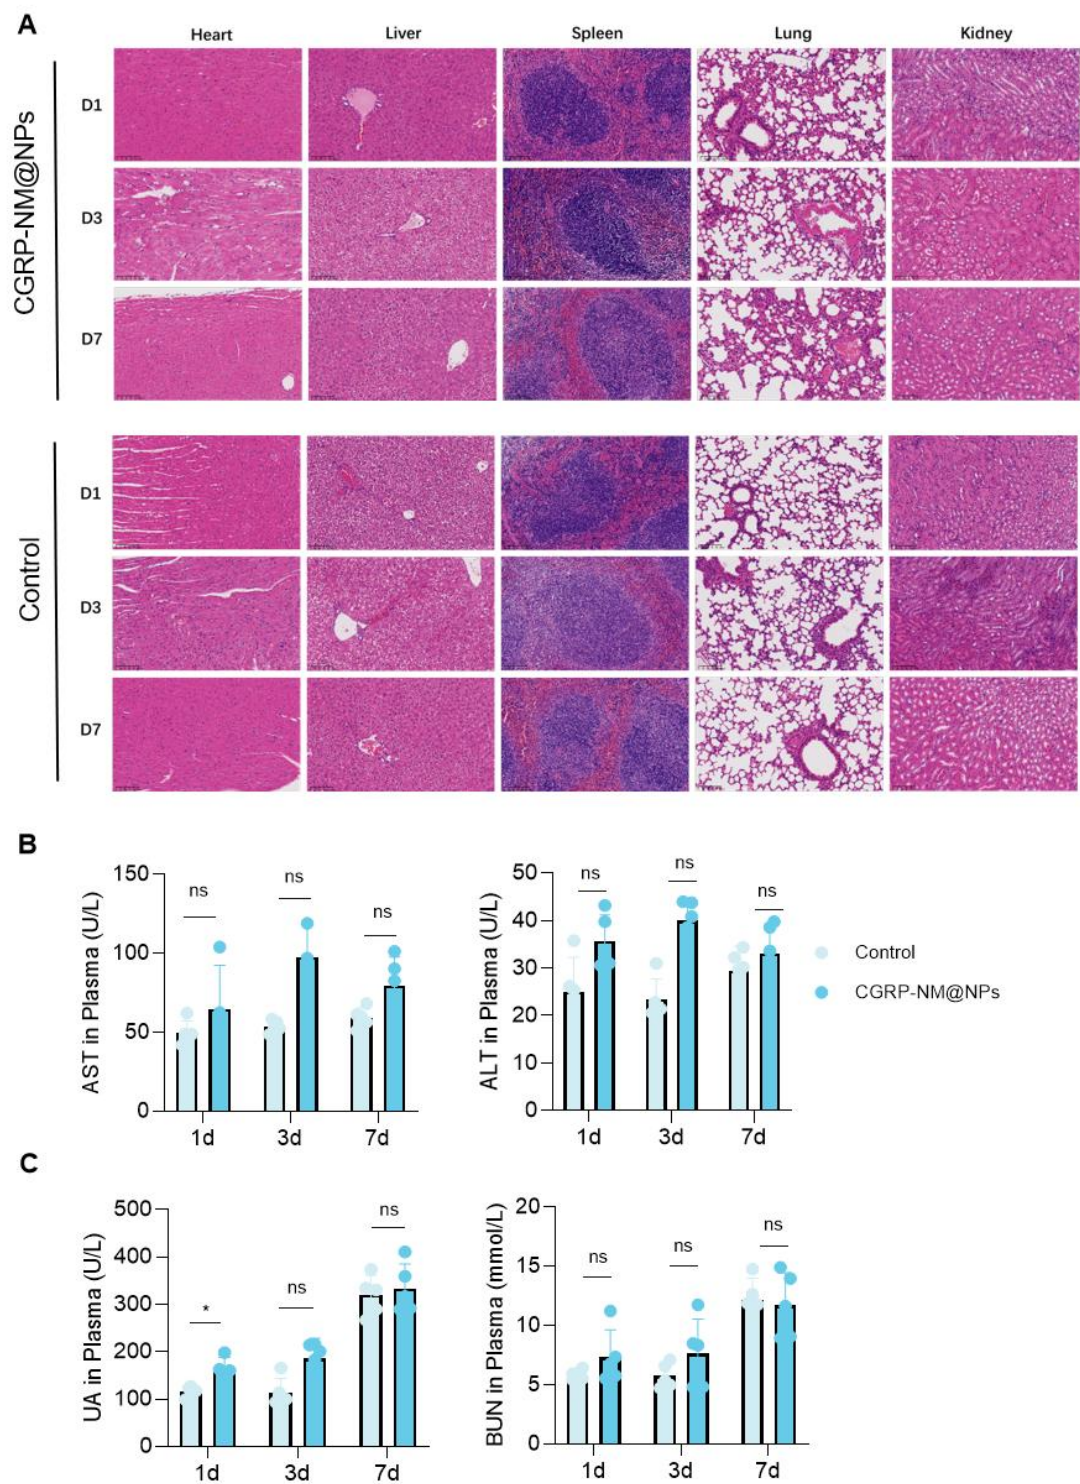 A
Heart Liver Spleen Lung Kidney
CGRP-NM@NPs
D1
D3
D7
Control
D1
D3
D7
B
AST in Plasma (U/L)
150
100
50
0
ns
ns
ns
1d 3d 7d
ALT in Plasma (U/L)
50
40
30
20
10
0
ns
ns
ns
1d 3d 7d
Control
CGRP-NM@NPs
C
UA in Plasma (U/L)
500
400
300
200
100
0
*
ns
ns
1d 3d 7d
BUN in Plasma (mmol/L)
20
15
10
5
0
ns
ns
ns
1d 3d 7d